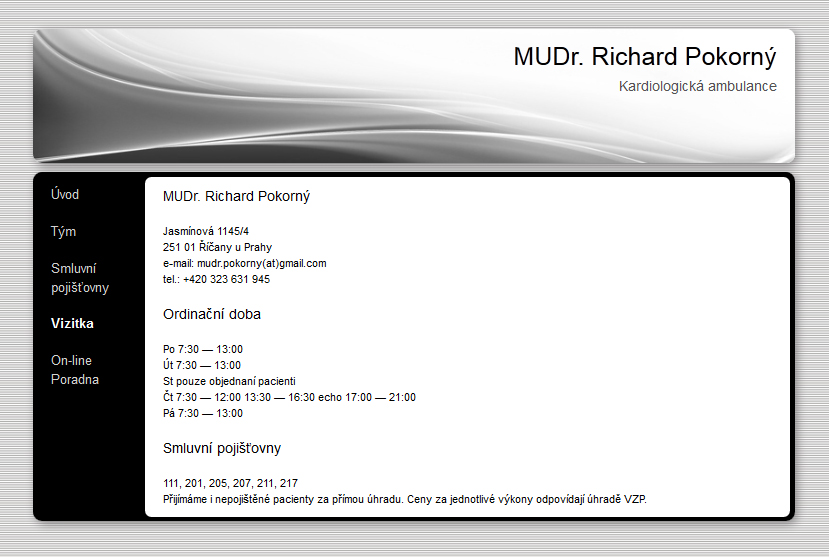 MUDr. Richard Pokorný
Kardiologická ambulance
Úvod
Tým
Smluvní
pojišťovny
Vizitka
On-line
Poradna
MUDr. Richard Pokorný
Jasmínová 1145/4
251 01 Říčany u Prahy
e-mail: mudr.pokorny(at)gmail.com
tel.: +420 323 631 945
Ordinační doba
Po 7:30 — 13:00
Út 7:30 — 13:00
St pouze objednaní pacienti
Čt 7:30 — 12:00 13:30 — 16:30 echo 17:00 — 21:00
Pá 7:30 — 13:00
Smluvní pojišťovny
111, 201, 205, 207, 211, 217
Přijímáme i nepojištěné pacienty za přímou úhradu. Ceny za jednotlivé výkony odpovídají úhradě VZP.